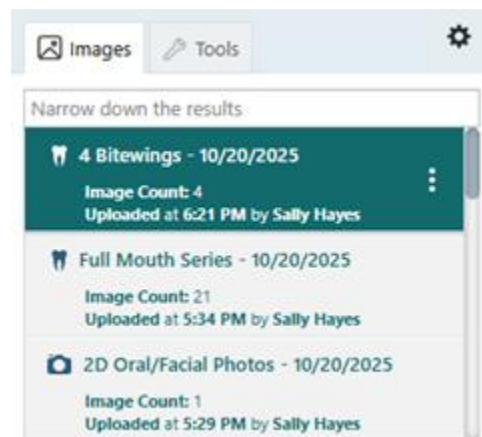 Images Tools
Narrow down the results
4 Bitewings - 10/20/2025
Image Count: 4
Uploaded at 6:21 PM by Sally Hayes
Full Mouth Series - 10/20/2025
Image Count: 21
Uploaded at 5:34 PM by Sally Hayes
2D Oral/Facial Photos - 10/20/2025
Image Count: 1
Uploaded at 5:29 PM by Sally Hayes